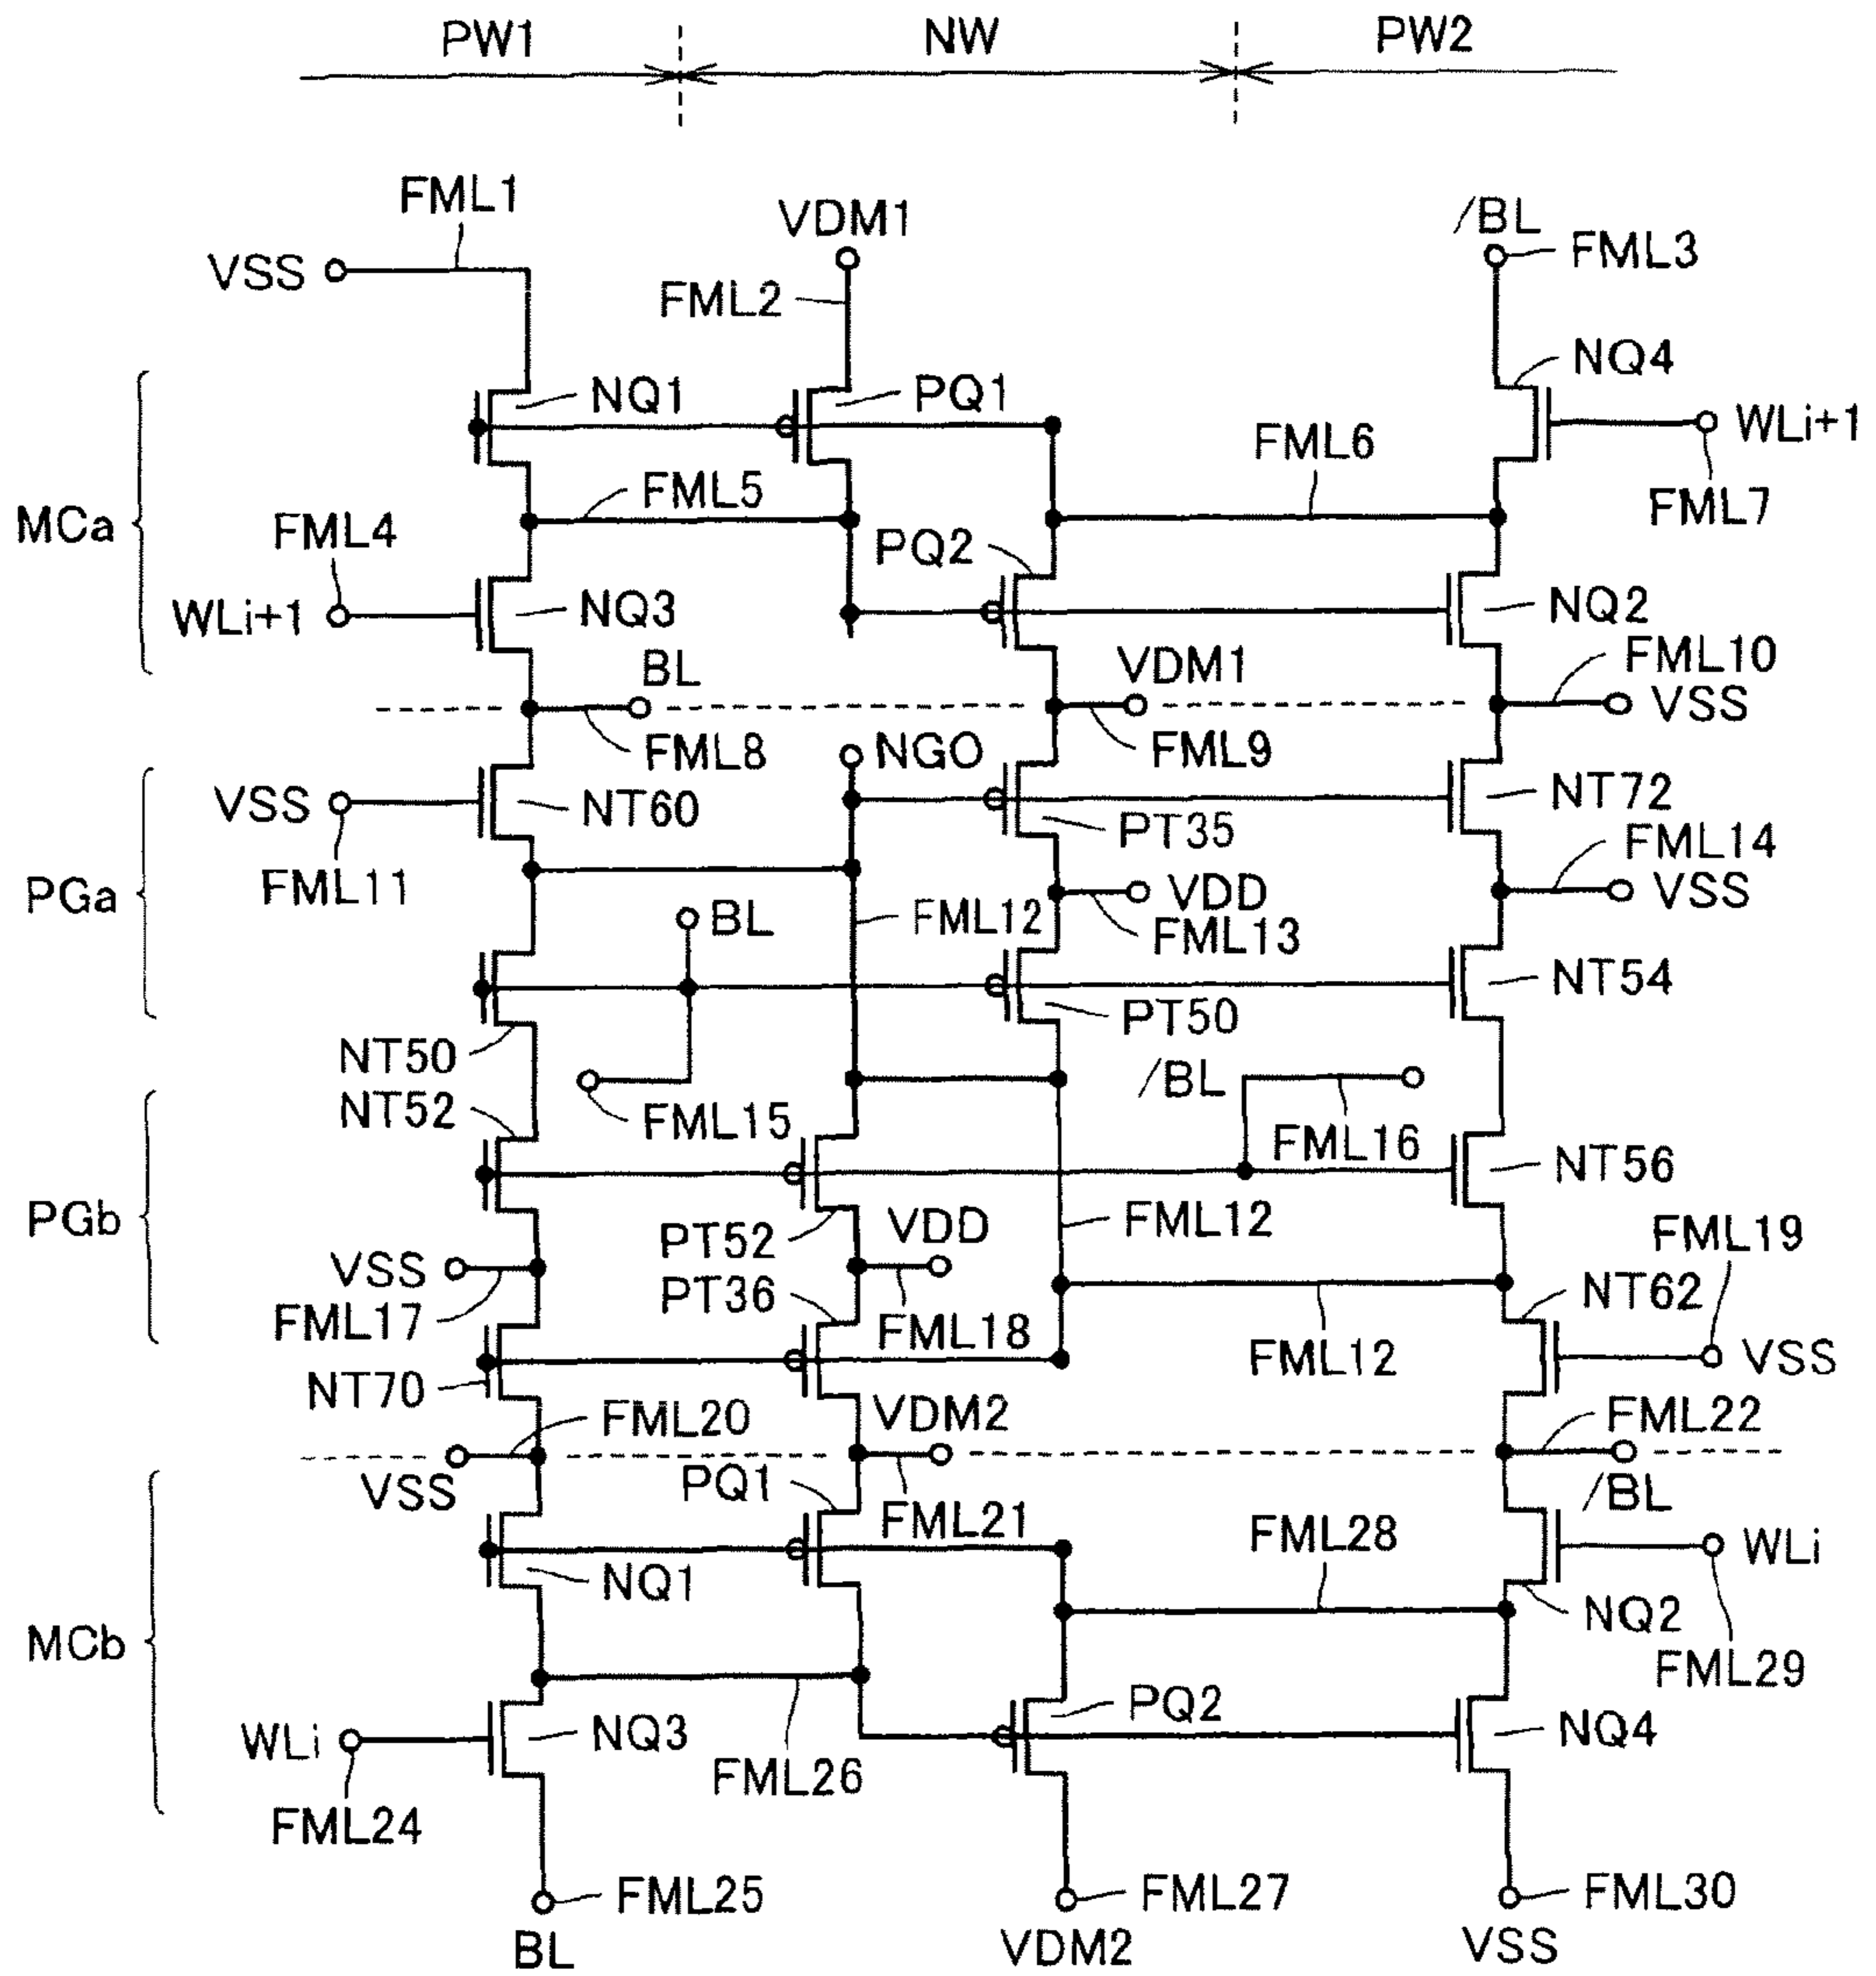 PW1 NW PW2
FML1 VDM1 /BL
VSS FML2 FML3
NQ1 PQ1 NQ4
MCa FML5 FML6 WLi+1
FML4 PQ2 FML7
WLi+1 NQ3 NQ2
BL VDM1 FML10
VSS
FML8 NGO FML9
VSS NT60 PT35 NT72
FML11 FML14
PGa BL FML12 VDD VSS
FML13
NT50 PT50 NT54
NT52 FML15 /BL
FML16 NT56
PGb PT52 VDD FML12 FML19
VSS PT36 NT62
FML17 FML18 FML12 VSS
NT70 FML20 VDM2 FML22
VSS PQ1 /BL
FML21 FML28 WLi
NQ1 NQ2
MCb FML29
WLi NQ3 PQ2 NQ4
FML24 FML26
FML25 FML27 FML30
BL VDM2 VSS